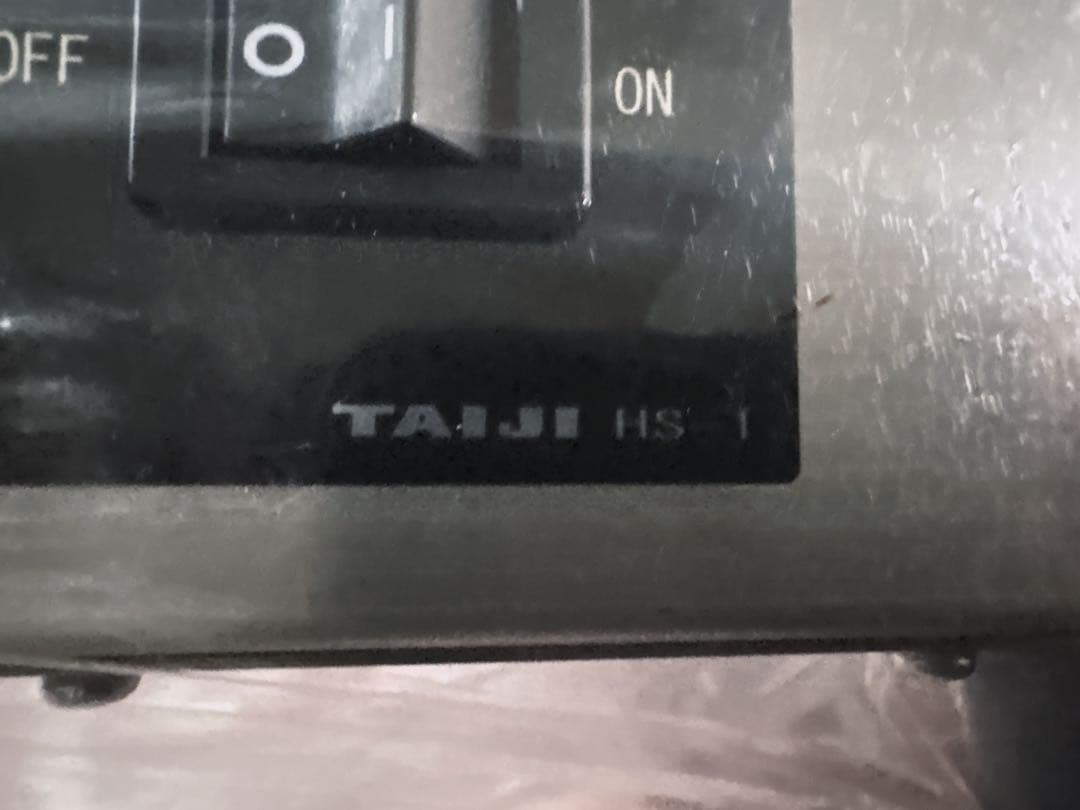 OFF O I ON
TAIJI HS-1